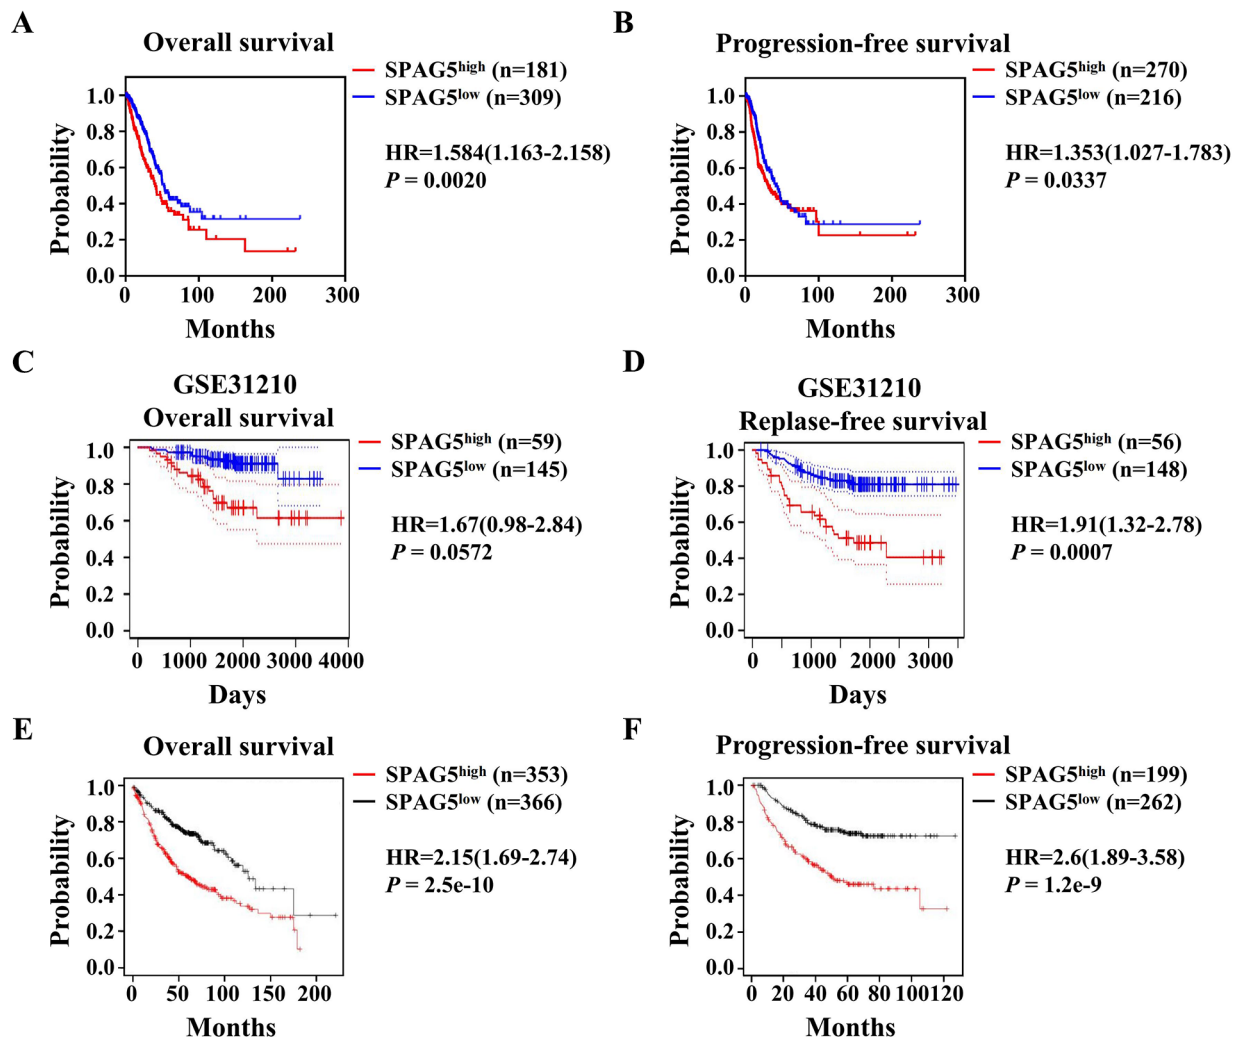 A
Overall survival
SPAG5high (n=181)
SPAG5low (n=309)
HR=1.584(1.163-2.158)
P = 0.0020
Probability
1.0
0.8
0.6
0.4
0.2
0.0
0 100 200 300
Months
B
Progression-free survival
SPAG5high (n=270)
SPAG5low (n=216)
HR=1.353(1.027-1.783)
P = 0.0337
Probability
1.0
0.8
0.6
0.4
0.2
0.0
0 100 200 300
Months
C
GSE31210
Overall survival
SPAG5high (n=59)
SPAG5low (n=145)
HR=1.67(0.98-2.84)
P = 0.0572
Probability
1.0
0.8
0.6
0.4
0.2
0.0
0 1000 2000 3000 4000
Days
D
GSE31210
Replase-free survival
SPAG5high (n=56)
SPAG5low (n=148)
HR=1.91(1.32-2.78)
P = 0.0007
Probability
1.0
0.8
0.6
0.4
0.2
0.0
0 1000 2000 3000
Days
E
Overall survival
SPAG5high (n=353)
SPAG5low (n=366)
HR=2.15(1.69-2.74)
P = 2.5e-10
Probability
1.0
0.8
0.6
0.4
0.2
0.0
0 50 100 150 200
Months
F
Progression-free survival
SPAG5high (n=199)
SPAG5low (n=262)
HR=2.6(1.89-3.58)
P = 1.2e-9
Probability
1.0
0.8
0.6
0.4
0.2
0.0
0 20 40 60 80 100 120
Months